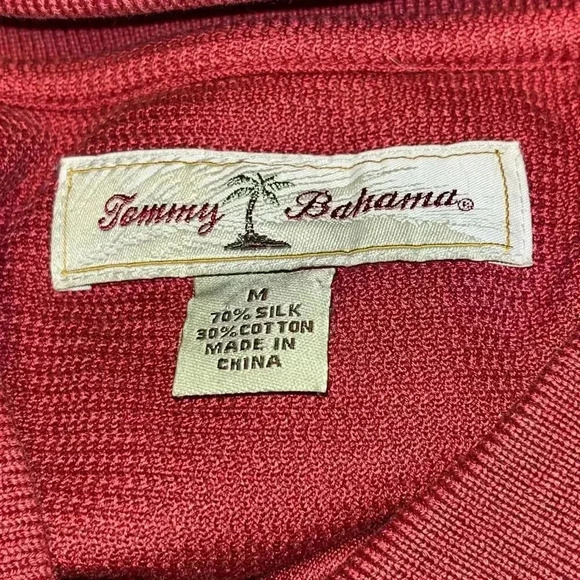 Tommy Bahama®
M
70% SILK
30% COTTON
MADE IN
CHINA